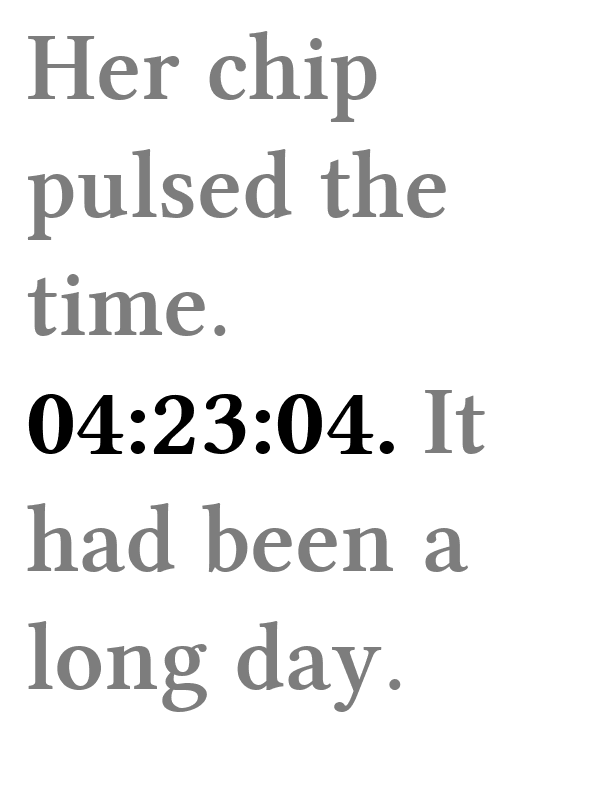 Her chip
pulsed the
time.
04:23:04. It
had been a
long day.